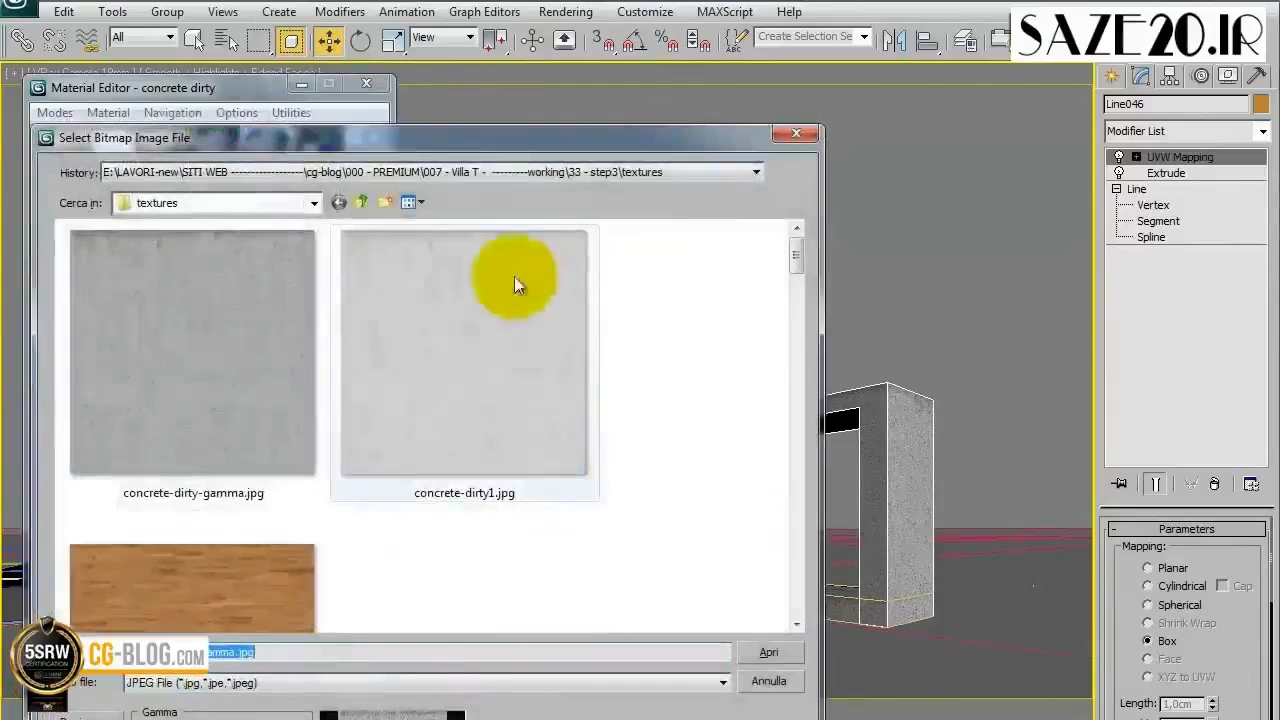 Edit Tools Group Views Create Modifiers Animation Graph Editors Rendering Customize MAXScript Help
All
View
Create Selection Se
SAZE20.IR
Material Editor - concrete dirty
Modes Material Navigation Options Utilities
Select Bitmap Image File
History: E:\LAVORI-new\SITI WEB ------------------\cg-blog\000 - PREMIUM\007 - Villa T - ---------working\33 - step3\textures
Cerca in: textures
concrete-dirty-gamma.jpg
concrete-dirty1.jpg
amma.jpg
Apri
file: JPEG File (*.jpg,*.jpe,*.jpeg)
Annulla
Gamma
5SRW
CERTIFICATION
CG-BLOG.COM
Line046
Modifier List
UVW Mapping
Extrude
Line
Vertex
Segment
Spline
Parameters
Mapping:
Planar
Cylindrical Cap
Spherical
Shrink Wrap
Box
Face
XYZ to UVW
Length: 1,0cm